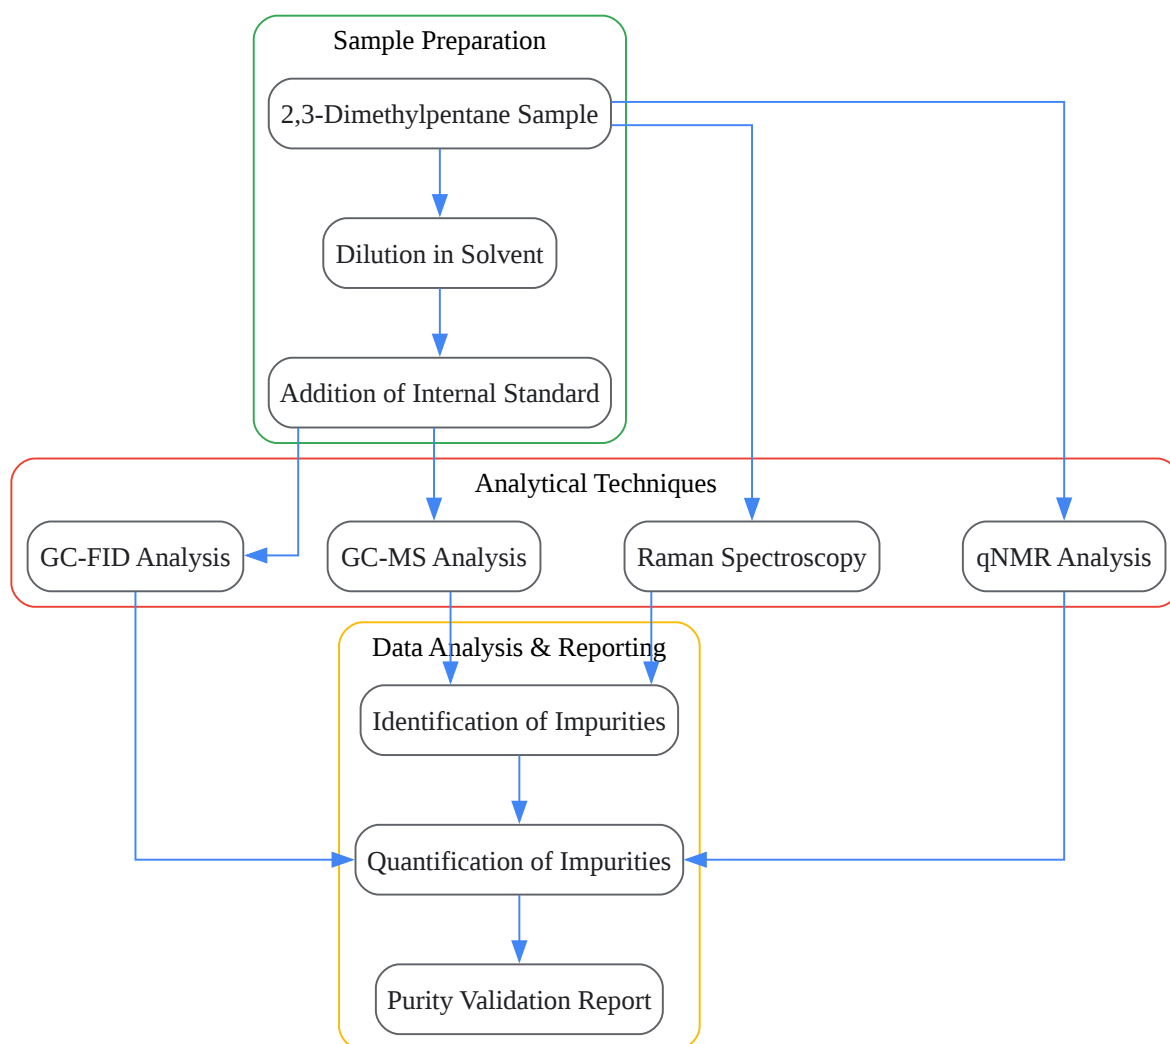 Sample Preparation
2,3-Dimethylpentane Sample
Dilution in Solvent
Addition of Internal Standard
Analytical Techniques
GC-FID Analysis
GC-MS Analysis
Raman Spectroscopy
qNMR Analysis
Data Analysis & Reporting
Identification of Impurities
Quantification of Impurities
Purity Validation Report